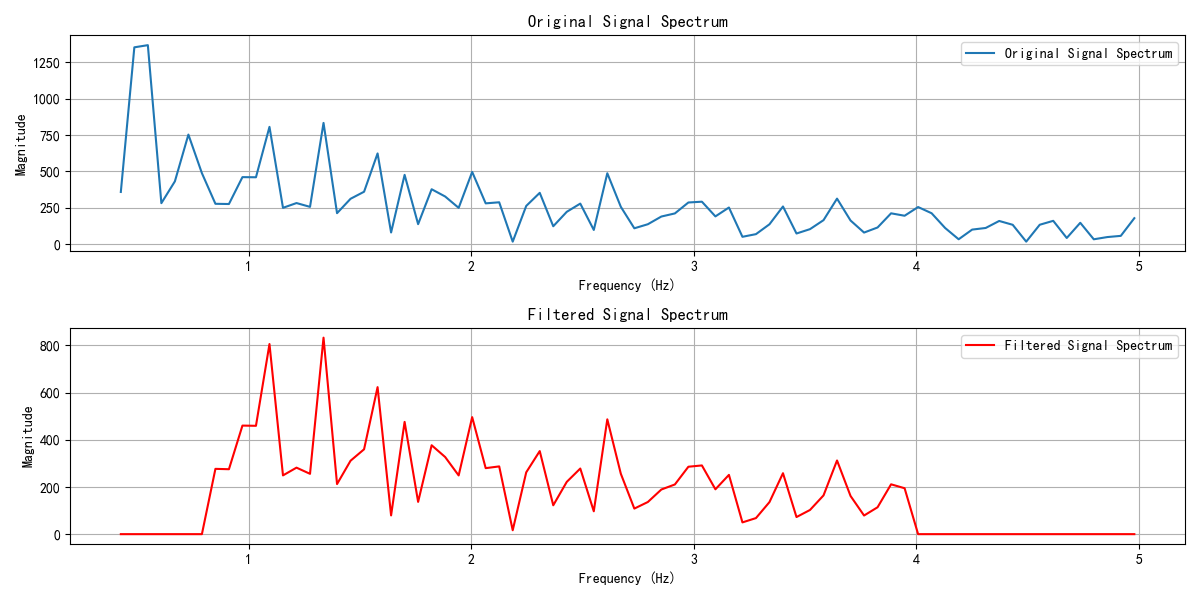 Original Signal Spectrum
Original Signal Spectrum
1250
1000
750
500
250
0
Magnitude
1 2 3 4 5
Frequency (Hz)
Filtered Signal Spectrum
Filtered Signal Spectrum
800
600
400
200
0
Magnitude
1 2 3 4 5
Frequency (Hz)